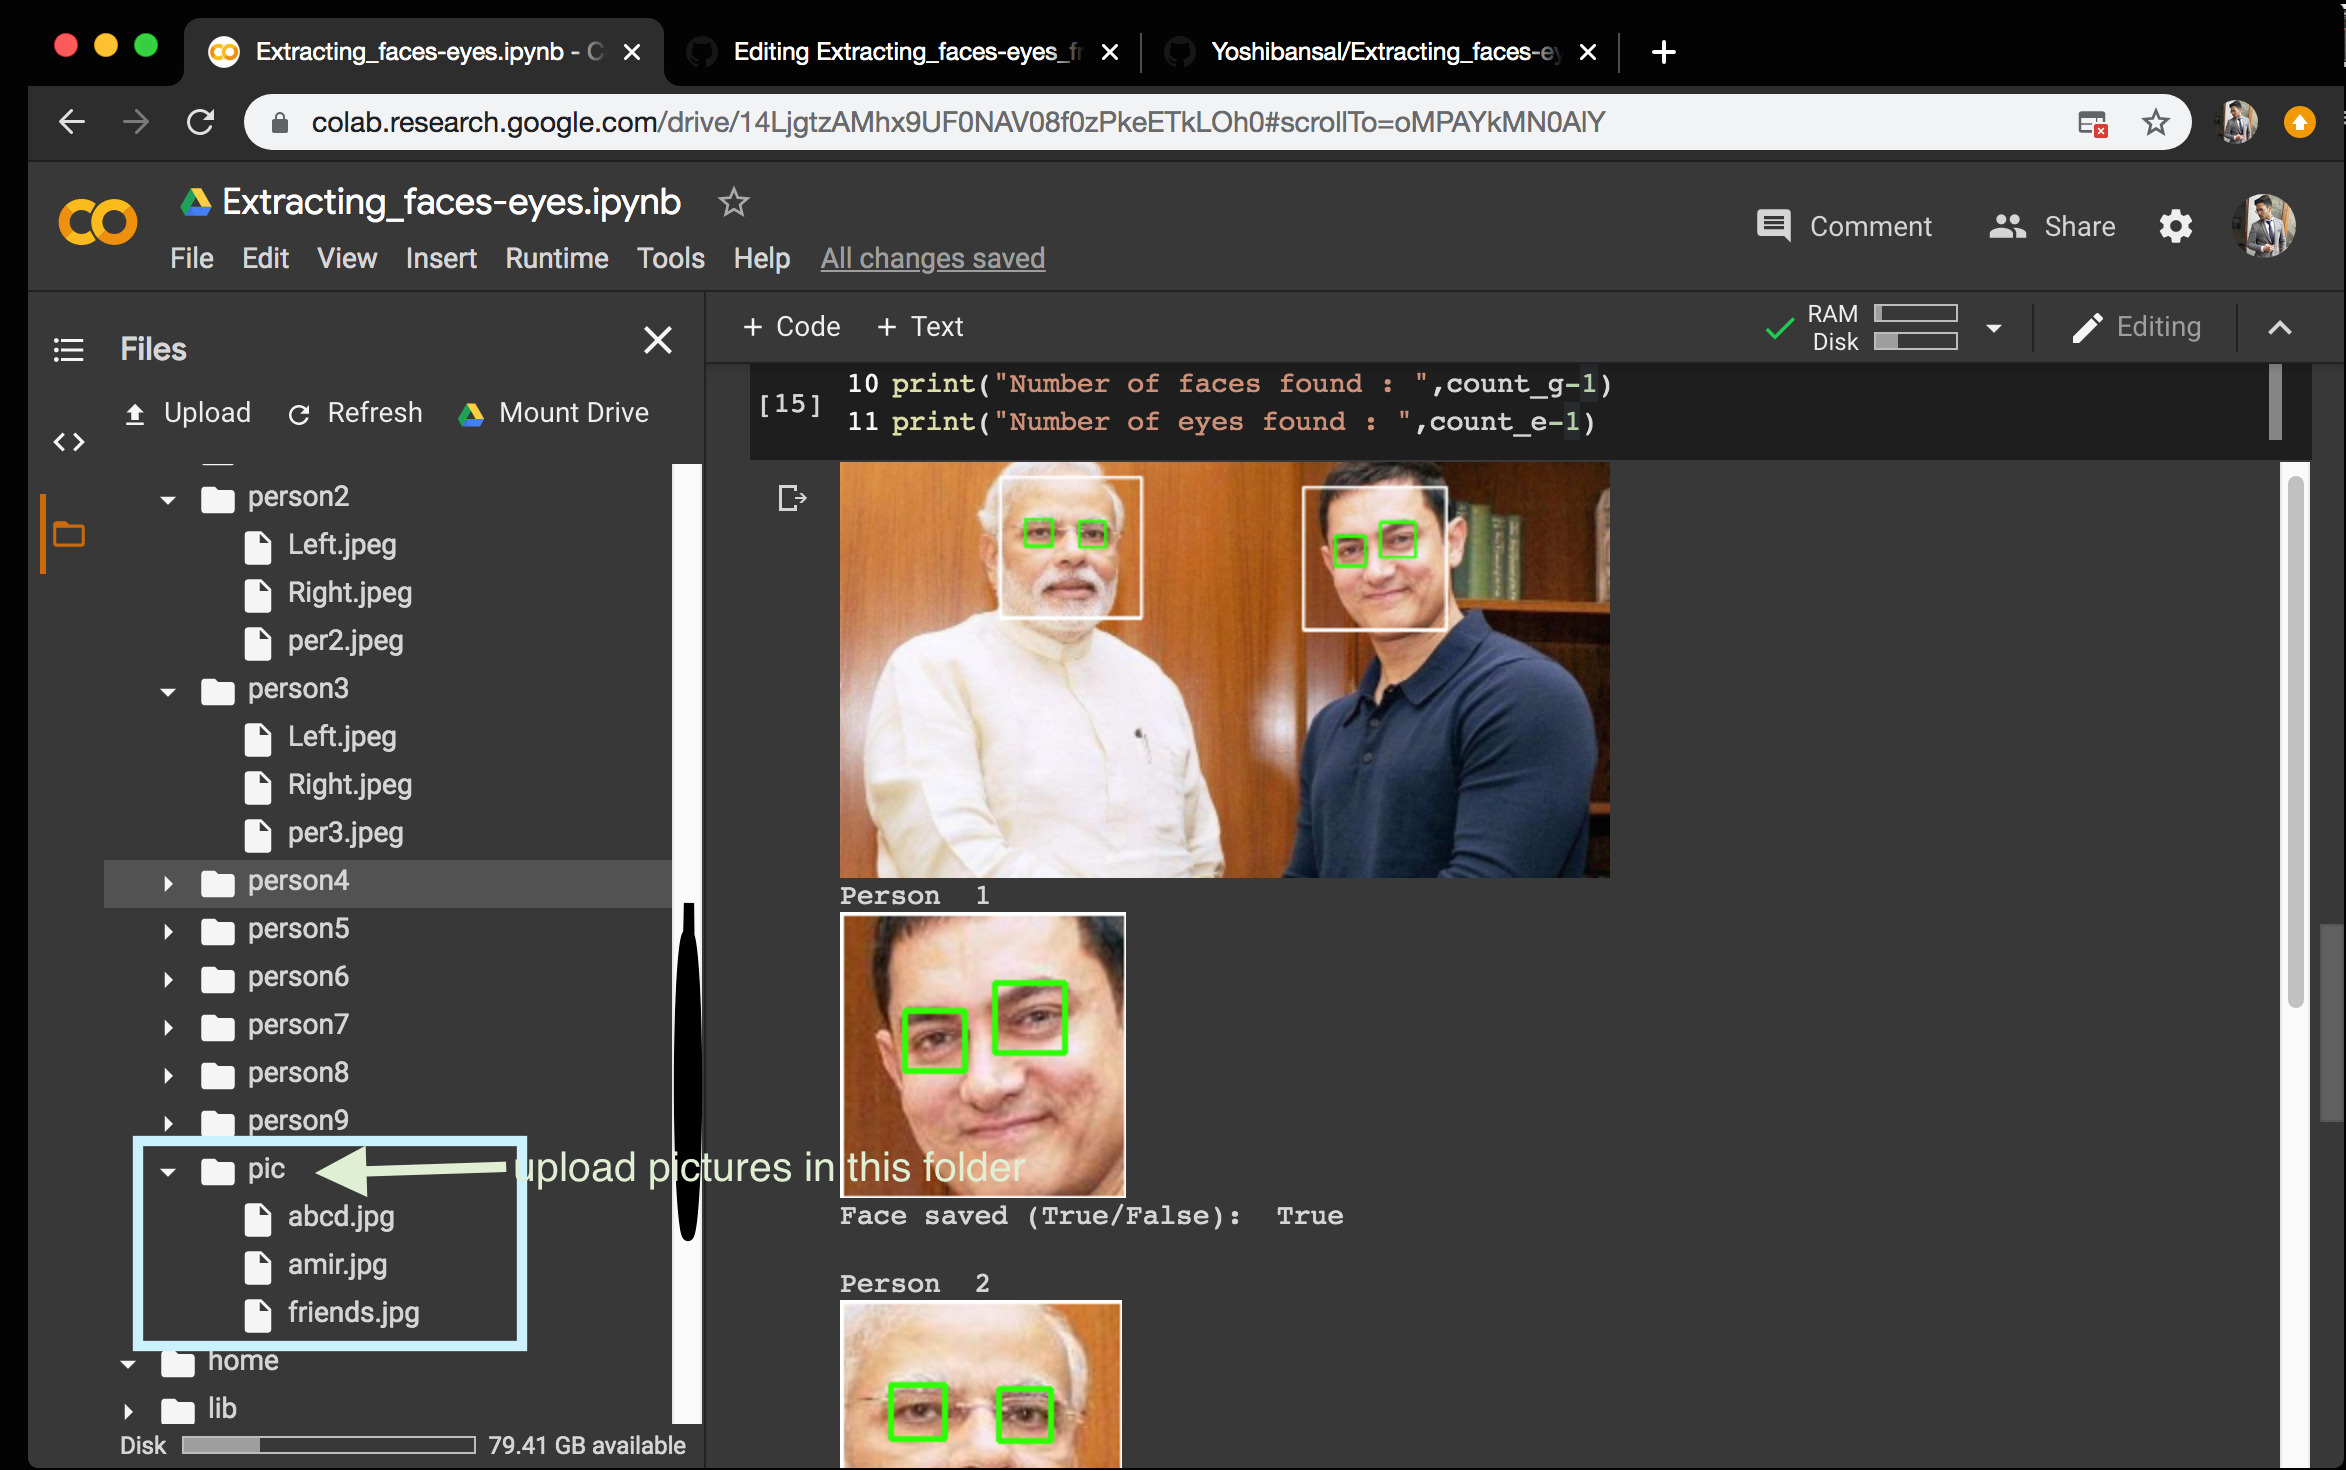 Extracting_faces-eyes.ipynb - C
Editing Extracting_faces-eyes_fr
Yoshibansal/Extracting_faces-ey
colab.research.google.com/drive/14LjgtzAMhx9UF0NAV08f0zPkeETkLOh0#scrollTo=oMPAYkMN0AlY
CO
Extracting_faces-eyes.ipynb
File Edit View Insert Runtime Tools Help All changes saved
Comment
Share
Files
Upload
Refresh
Mount Drive
person2
Left.jpeg
Right.jpeg
per2.jpeg
person3
Left.jpeg
Right.jpeg
per3.jpeg
person4
person5
person6
person7
person8
person9
pic
upload pictures in this folder
abcd.jpg
amir.jpg
friends.jpg
home
lib
Disk 79.41 GB available
+ Code + Text
RAM
Disk
Editing
[15]
10 print("Number of faces found : ",count_g-1)
11 print("Number of eyes found : ",count_e-1)
Person 1
Face saved (True/False): True
Person 2